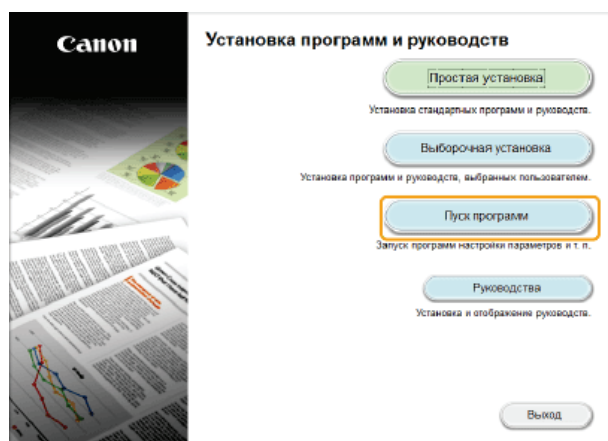 Canon
Установка программ и руководств
Простая установка
Установка стандартных программ и руководств.
Выборочная установка
Установка программ и руководств, выбранных пользователем.
Пуск программ
Запуск программ настройки параметров и т. п.
Руководства
Установка и отображение руководств.
Выход